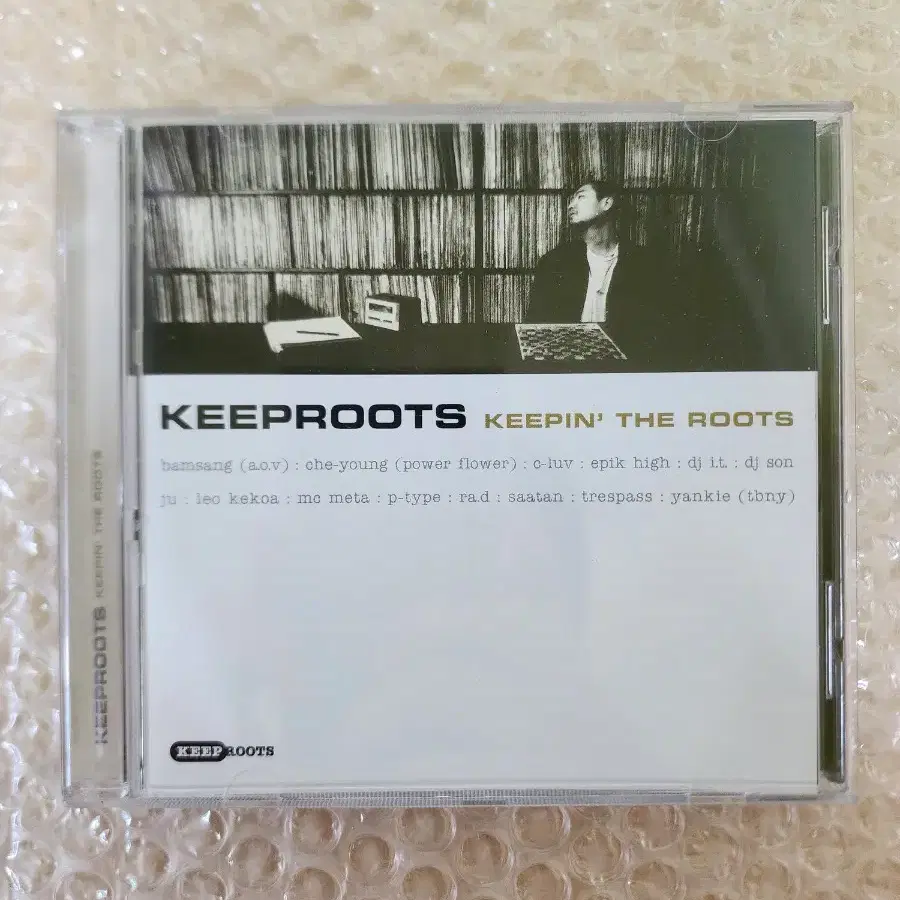 KEEPROOTS KEEPIN' THE ROOTS
bamsang (a.o.v) : che-young (power flower) : c-luv : epik high : dj i.t. : dj son
ju : leo kekoa : mc meta : p-type : ra.d : saatan : trespass : yankie (tbny)
KEEPROOTS
KEEPROOTS KEEPIN' THE ROOTS